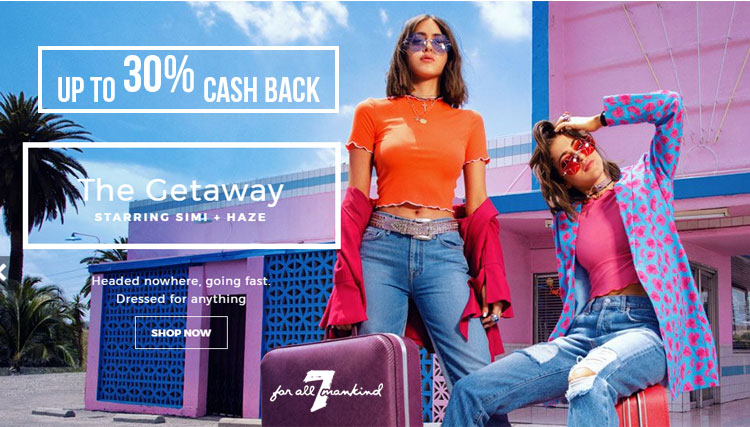 UP TO 30% CASH BACK
The Getaway
STARRING SIMI + HAZE
Headed nowhere, going fast.
Dressed for anything
SHOP NOW
for all 7 mankind